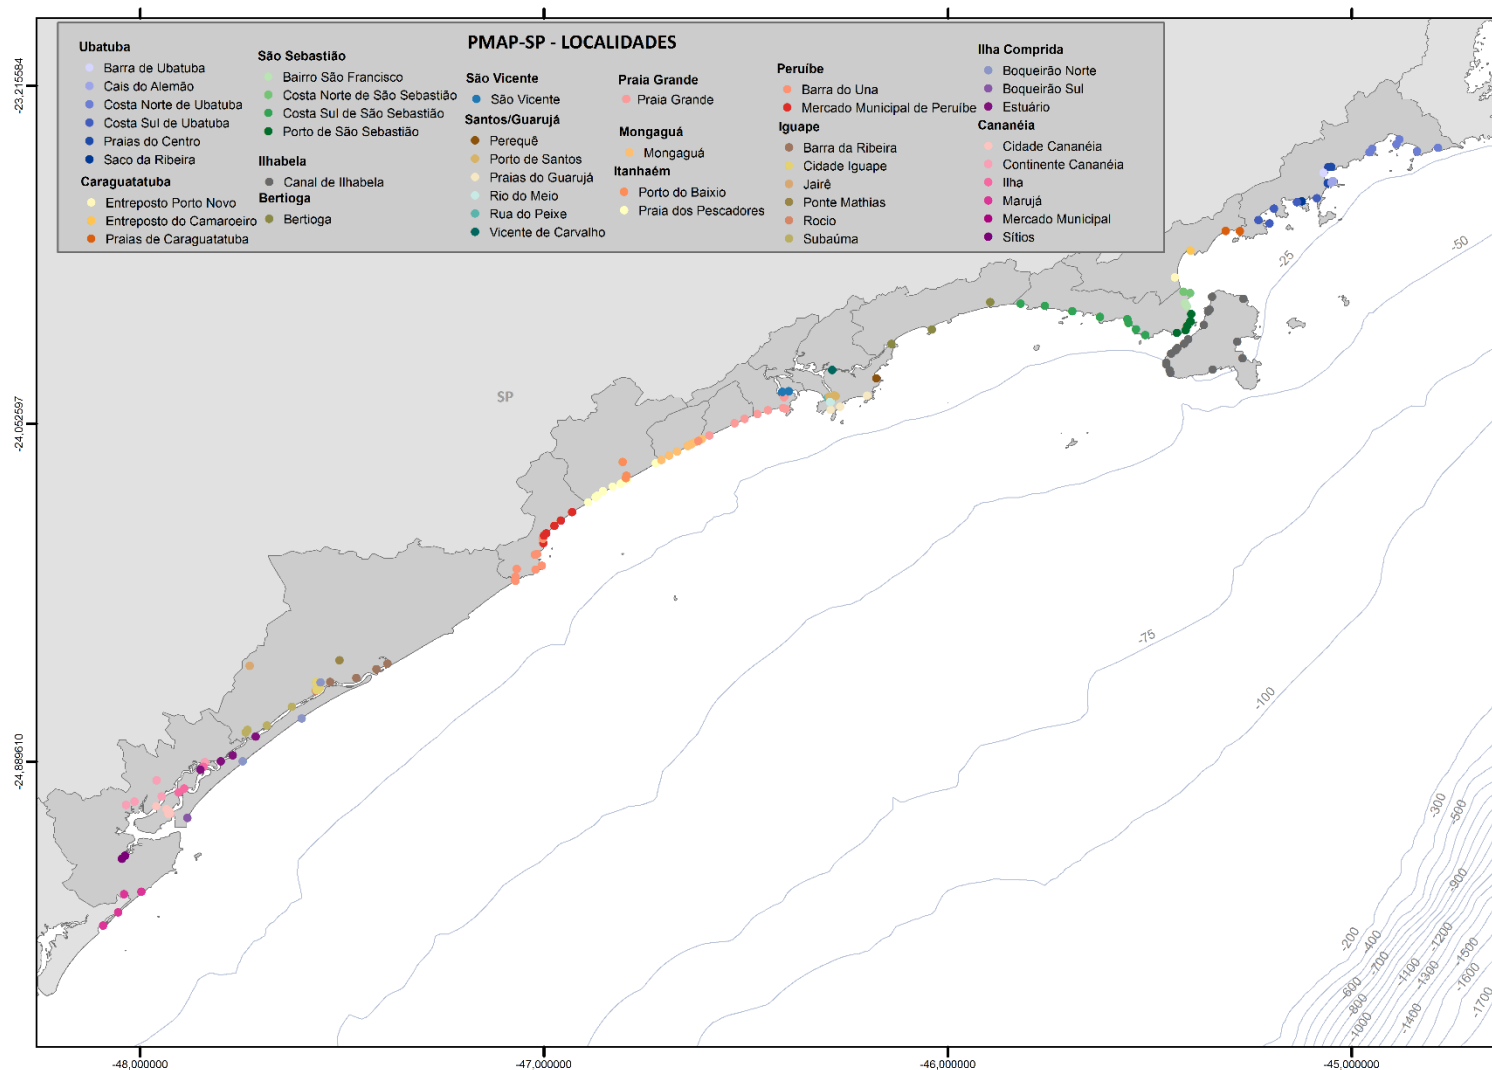 PMAP-SP - LOCALIDADES
Ubatuba
Barra de Ubatuba
Cais do Alemão
Costa Norte de Ubatuba
Costa Sul de Ubatuba
Praias do Centro
Saco da Ribeira
Caraguatatuba
Entreposto Porto Novo
Entreposto do Camaroeiro
Praias de Caraguatatuba
São Sebastião
Bairro São Francisco
Costa Norte de São Sebastião
Costa Sul de São Sebastião
Porto de São Sebastião
Ilhabela
Canal de Ilhabela
Bertioga
Bertioga
São Vicente
São Vicente
Santos/Guarujá
Perequê
Porto de Santos
Praias do Guarujá
Rio do Meio
Rua do Peixe
Vicente de Carvalho
Praia Grande
Praia Grande
Mongaguá
Mongaguá
Itanhaém
Porto do Baixio
Praia dos Pescadores
Peruíbe
Barra do Una
Mercado Municipal de Peruíbe
Iguape
Barra da Ribeira
Cidade Iguape
Jairê
Ponte Mathias
Rocio
Subaúma
Ilha Comprida
Boqueirão Norte
Boqueirão Sul
Estuário
Cananéia
Cidade Cananéia
Continente Cananéia
Ilha
Marujá
Mercado Municipal
Sítios
-23,215584
-24,052597
-24,889610
SP
-25
-50
-75
-100
-300
-500
-900
-200
-400
-700
-1200
-1500
-1100
-1300
-1600
-600
-800
-1000
-1400
-1700
-48,000000
-47,000000
-46,000000
-45,000000